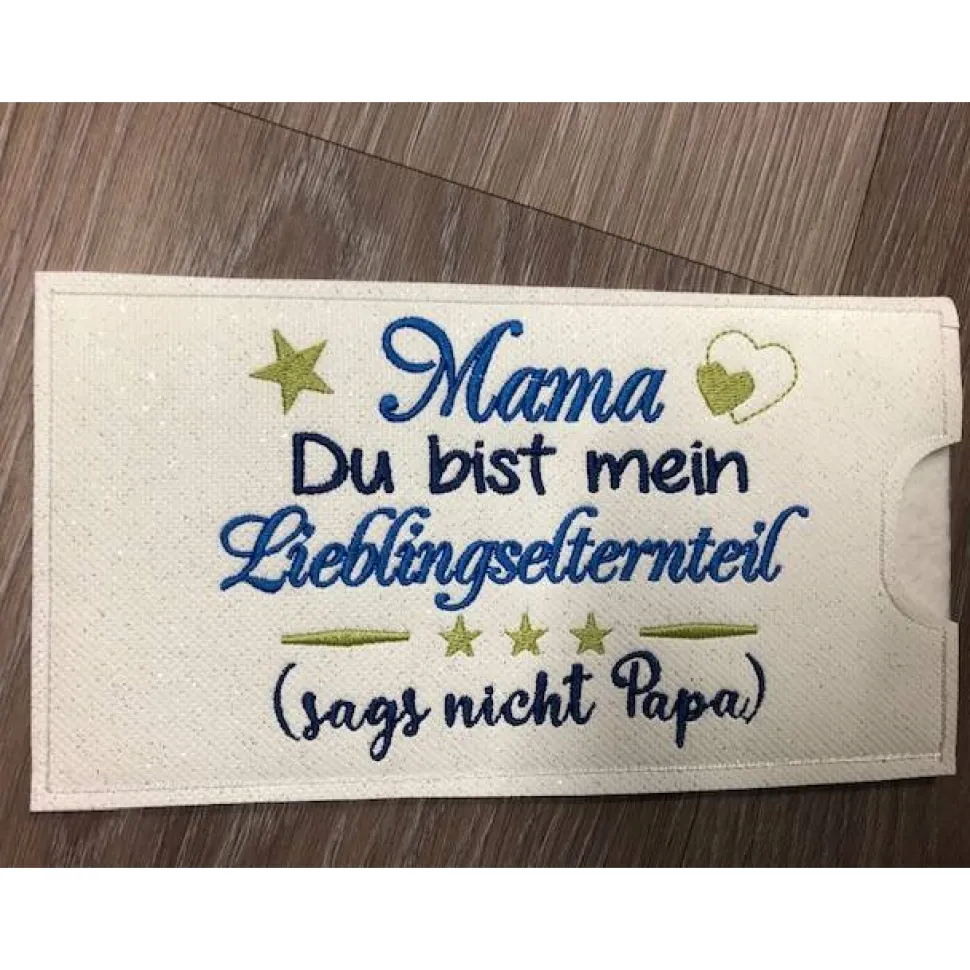 Mama
Du bist mein
Lieblingselternteil
(sags nicht Papa)